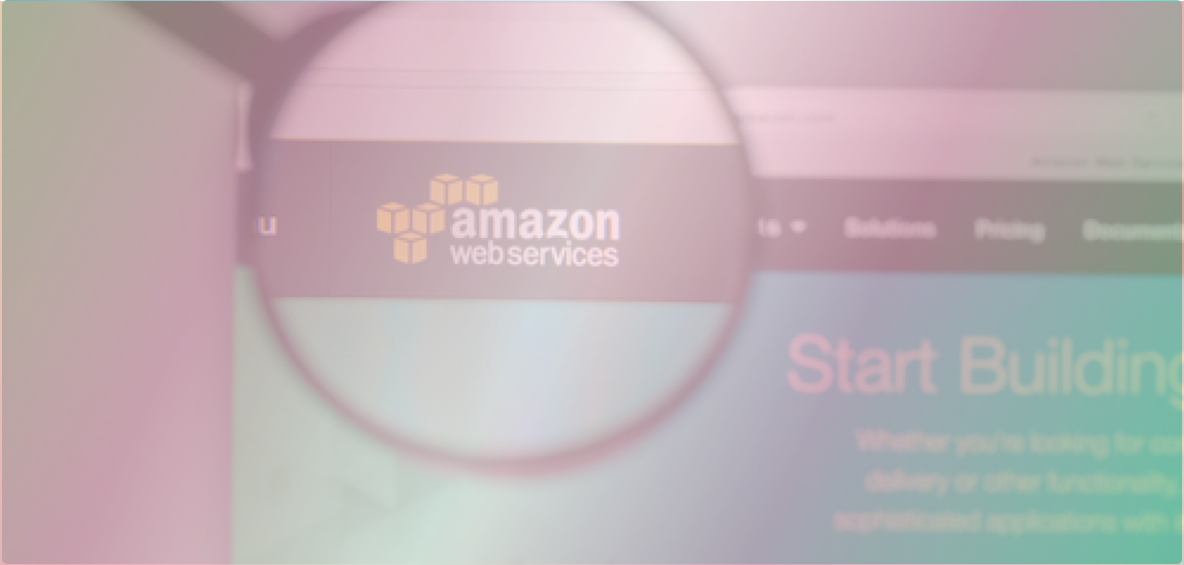 u
amazon
web services
ts
Solutions
Pricing
Document
Start Building
Whether you're looking for co
delivery or other functionality,
sophisticated applications with i